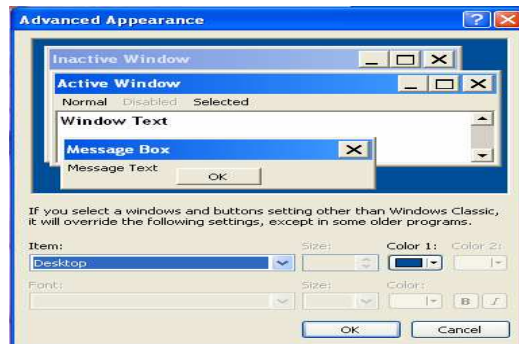 Advanced Appearance
Inactive Window
Active Window
Normal Disabled Selected
Window Text
Message Box
Message Text
OK
If you select a windows and buttons setting other than Windows Classic,
it will override the following settings, except in some older programs.
Item: Size: Color 1: Color 2:
Desktop
Font: Size: Color:
B I
OK Cancel